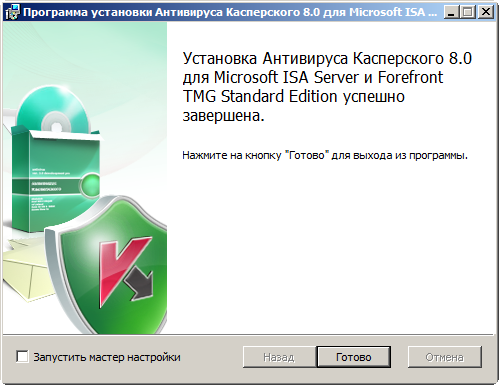 Программа установки Антивируса Касперского 8.0 для Microsoft ISA ...
Установка Антивируса Касперского 8.0
для Microsoft ISA Server и Forefront
TMG Standard Edition успешно
завершена.
Нажмите на кнопку "Готово" для выхода из программы.
Запустить мастер настройки
Назад
Готово
Отмена